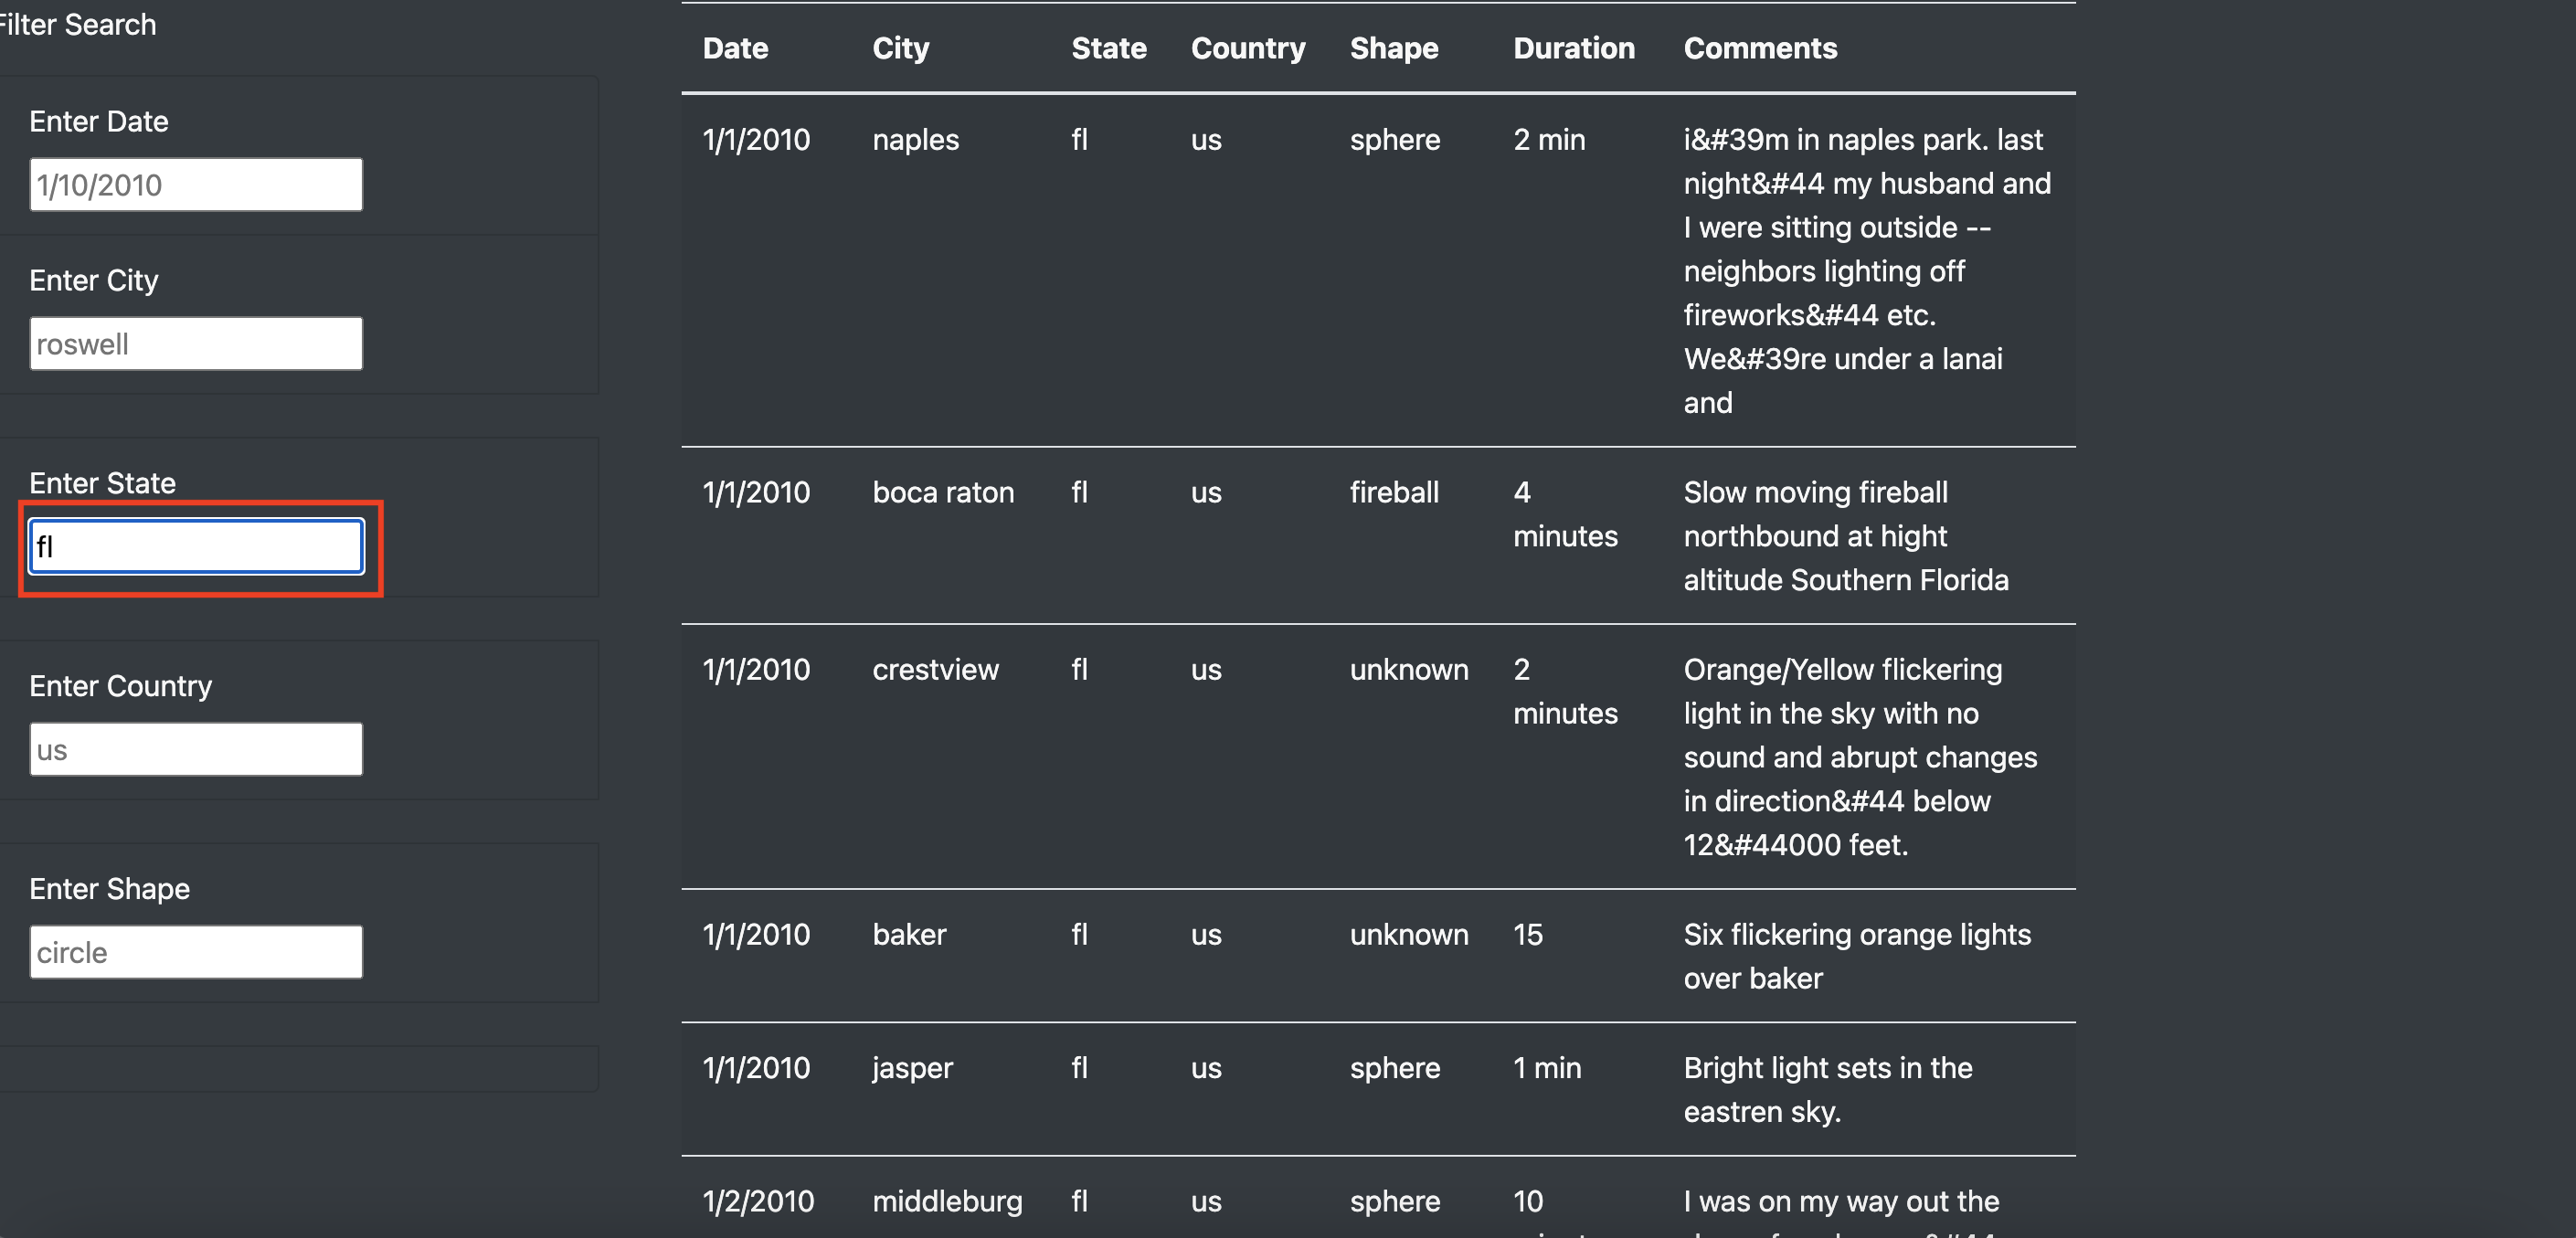 Filter Search
Enter Date
1/10/2010
Enter City
roswell
Enter State
fl
Enter Country
us
Enter Shape
circle
Date City State Country Shape Duration Comments
1/1/2010 naples fl us sphere 2 min i&#39m in naples park. last
night&#44 my husband and
I were sitting outside --
neighbors lighting off
fireworks&#44 etc.
We&#39re under a lanai
and
1/1/2010 boca raton fl us fireball 4 Slow moving fireball
minutes northbound at hight
altitude Southern Florida
1/1/2010 crestview fl us unknown 2 Orange/Yellow flickering
minutes light in the sky with no
sound and abrupt changes
in direction&#44 below
12&#44000 feet.
1/1/2010 baker fl us unknown 15 Six flickering orange lights
over baker
1/1/2010 jasper fl us sphere 1 min Bright light sets in the
eastren sky.
1/2/2010 middleburg fl us sphere 10 I was on my way out the